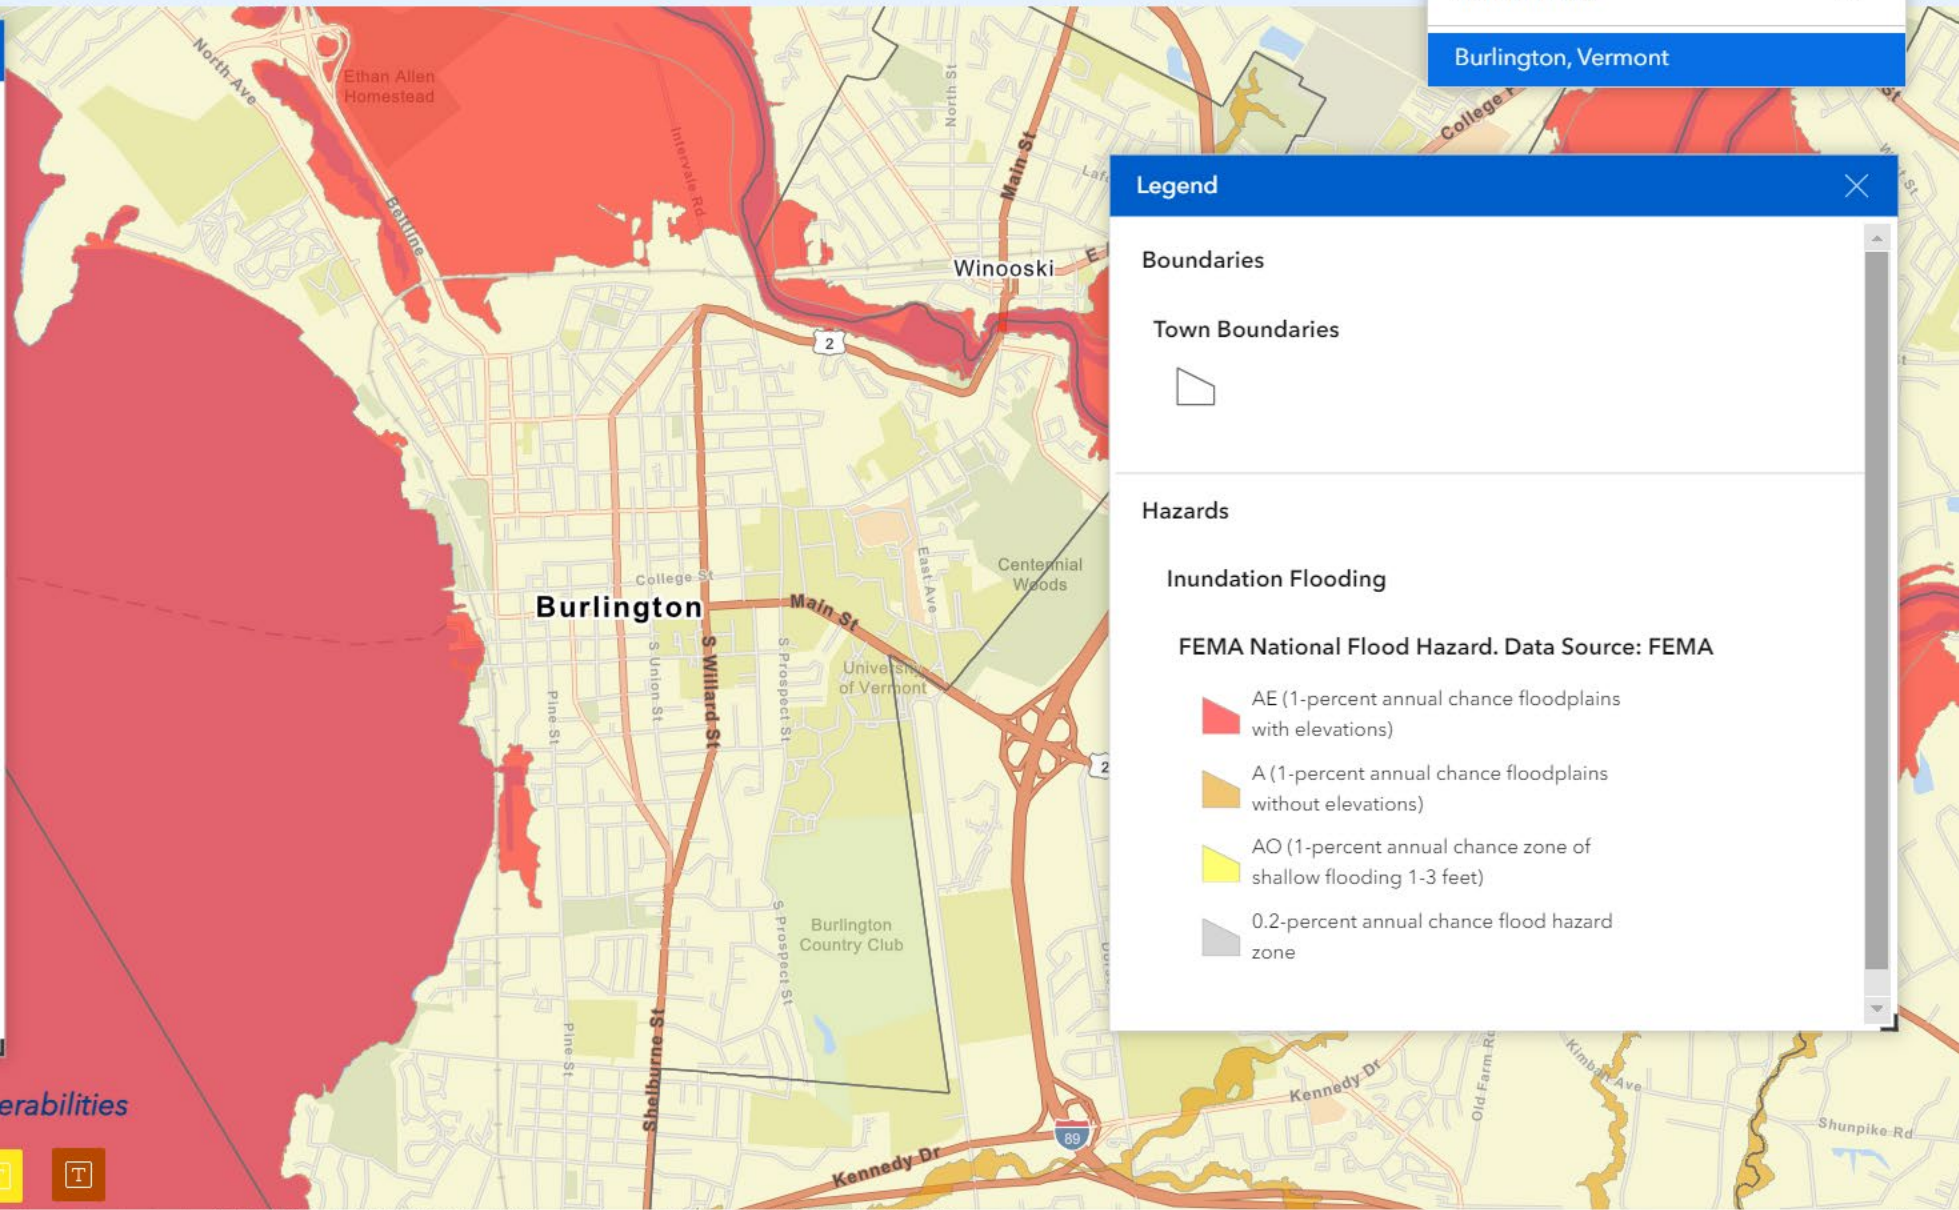 Burlington, Vermont
North Ave
Ethan Allen
Homestead
Intervale Rd
North St
Main St
College
St
Beltline
Winooski
E
2
Legend
Boundaries
Town Boundaries
Hazards
Inundation Flooding
FEMA National Flood Hazard. Data Source: FEMA
AE (1-percent annual chance floodplains
with elevations)
A (1-percent annual chance floodplains
without elevations)
AO (1-percent annual chance zone of
shallow flooding 1-3 feet)
0.2-percent annual chance flood hazard
zone
East Ave
Centennial
Woods
College St
Burlington
Main St
S Union St
S Willard St
S Prospect St
University
of Vermont
Pine St
2
Burlington
Country Club
S Prospect St
Pine St
Shelburne St
Kennedy Dr
89
Kennedy Dr
Old Farm Rd
Kimball Ave
Shunpike Rd
erabilities
T